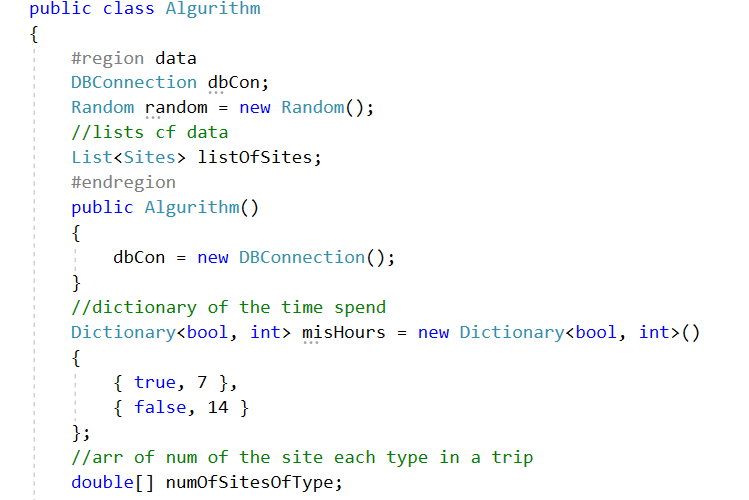 public class Algurithm
{
#region data
DBConnection dbCon;
Random random = new Random();
//lists cf data
List<Sites> listOfSites;
#endregion
public Algurithm()
{
dbCon = new DBConnection();
}
//dictionary of the time spend
Dictionary<bool, int> misHours = new Dictionary<bool, int>()
{
{ true, 7 },
{ false, 14 }
};
//arr of num of the site each type in a trip
double[] numOfSitesOfType;